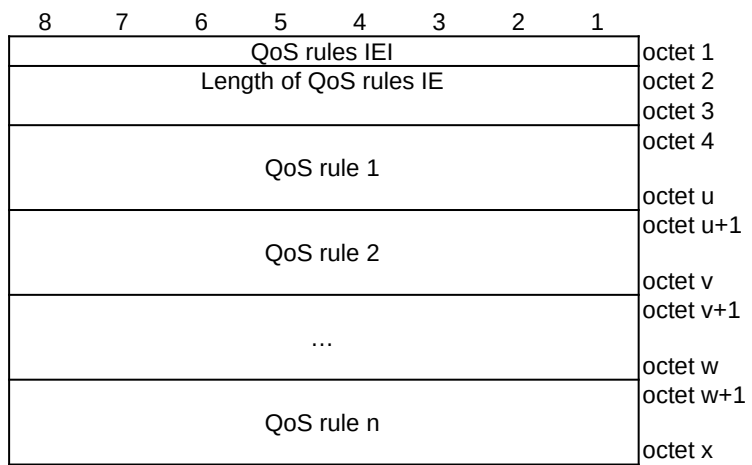 8 7 6 5 4 3 2 1
QoS rules IEI octet 1
Length of QoS rules IE octet 2
octet 3
octet 4
QoS rule 1
octet u
octet u+1
QoS rule 2
octet v
octet v+1
…
octet w
octet w+1
QoS rule n
octet x